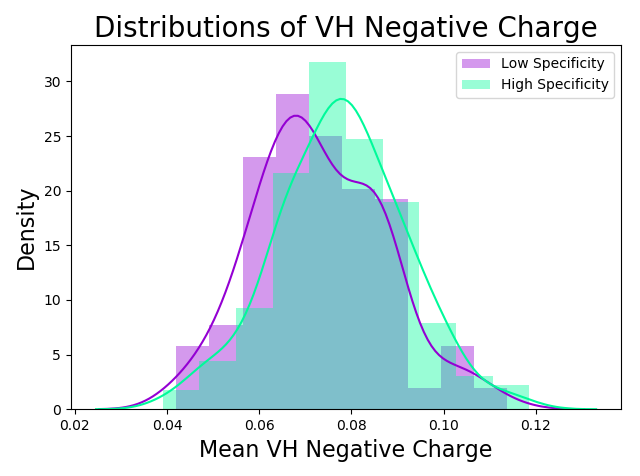 Distributions of VH Negative Charge
Low Specificity
High Specificity
30
25
20
15
10
5
0
Density
0.02 0.04 0.06 0.08 0.10 0.12
Mean VH Negative Charge